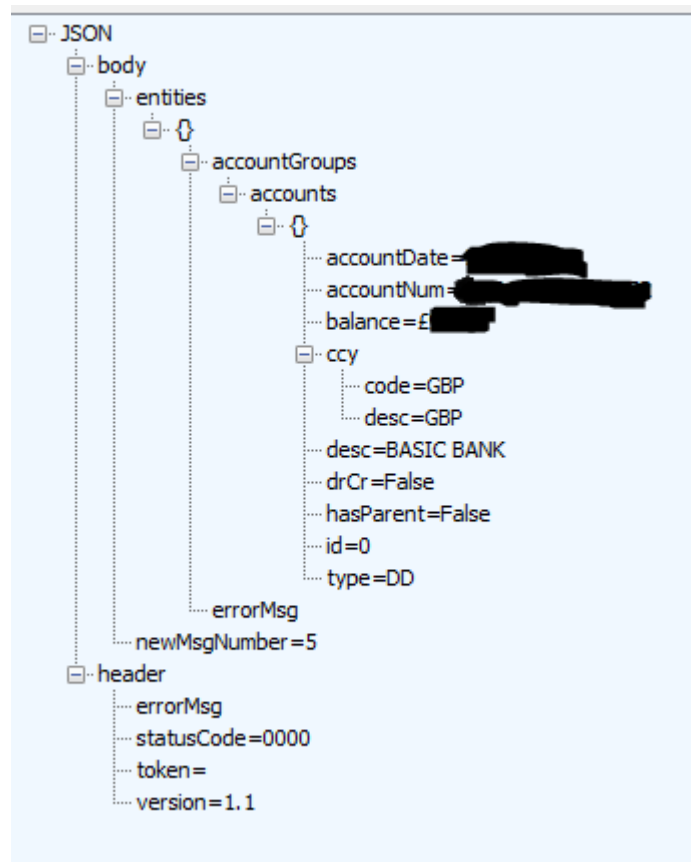 JSON
body
entities
{}
accountGroups
accounts
{}
accountDate=
accountNum=
balance=£
ccy
code=GBP
desc=GBP
desc=BASIC BANK
drCr=False
hasParent=False
id=0
type=DD
errorMsg
newMsgNumber=5
header
errorMsg
statusCode=0000
token=
version=1.1